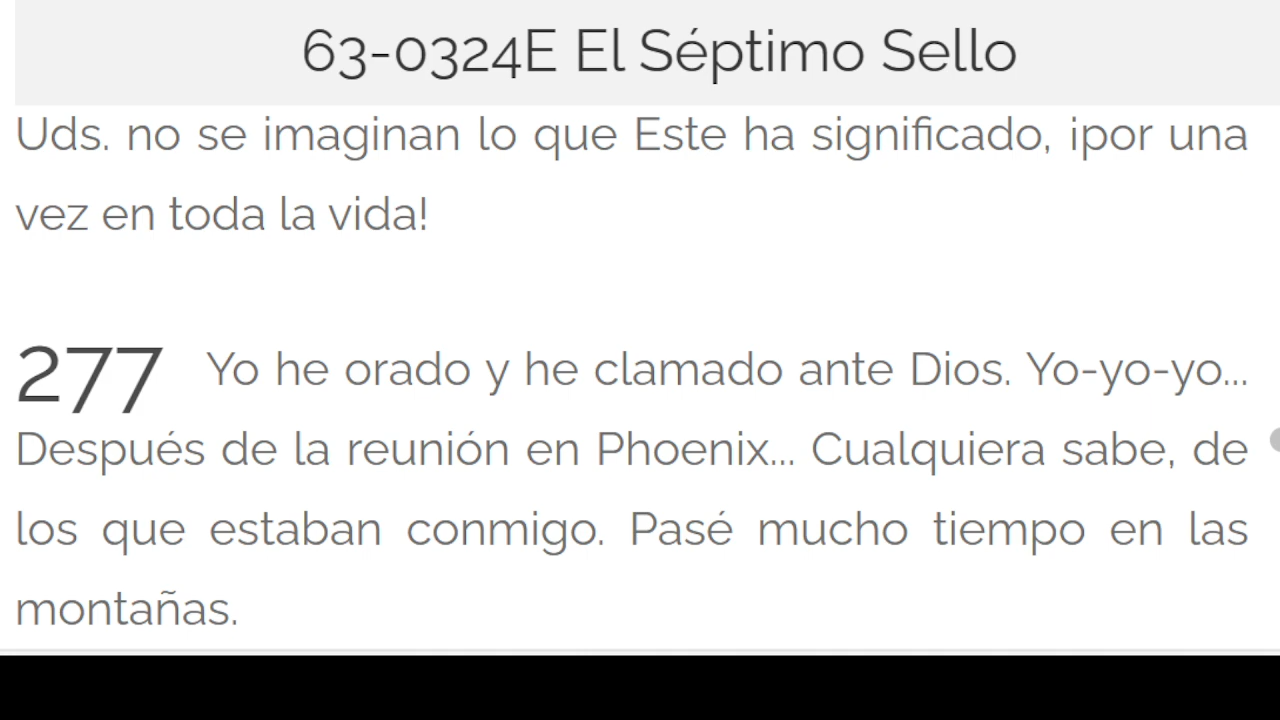 63-0324E El Séptimo Sello
Uds. no se imaginan lo que Este ha significado, ¡por una
vez en toda la vida!
277 Yo he orado y he clamado ante Dios. Yo-yo-yo...
Después de la reunión en Phoenix... Cualquiera sabe, de
los que estaban conmigo. Pasé mucho tiempo en las
montañas.